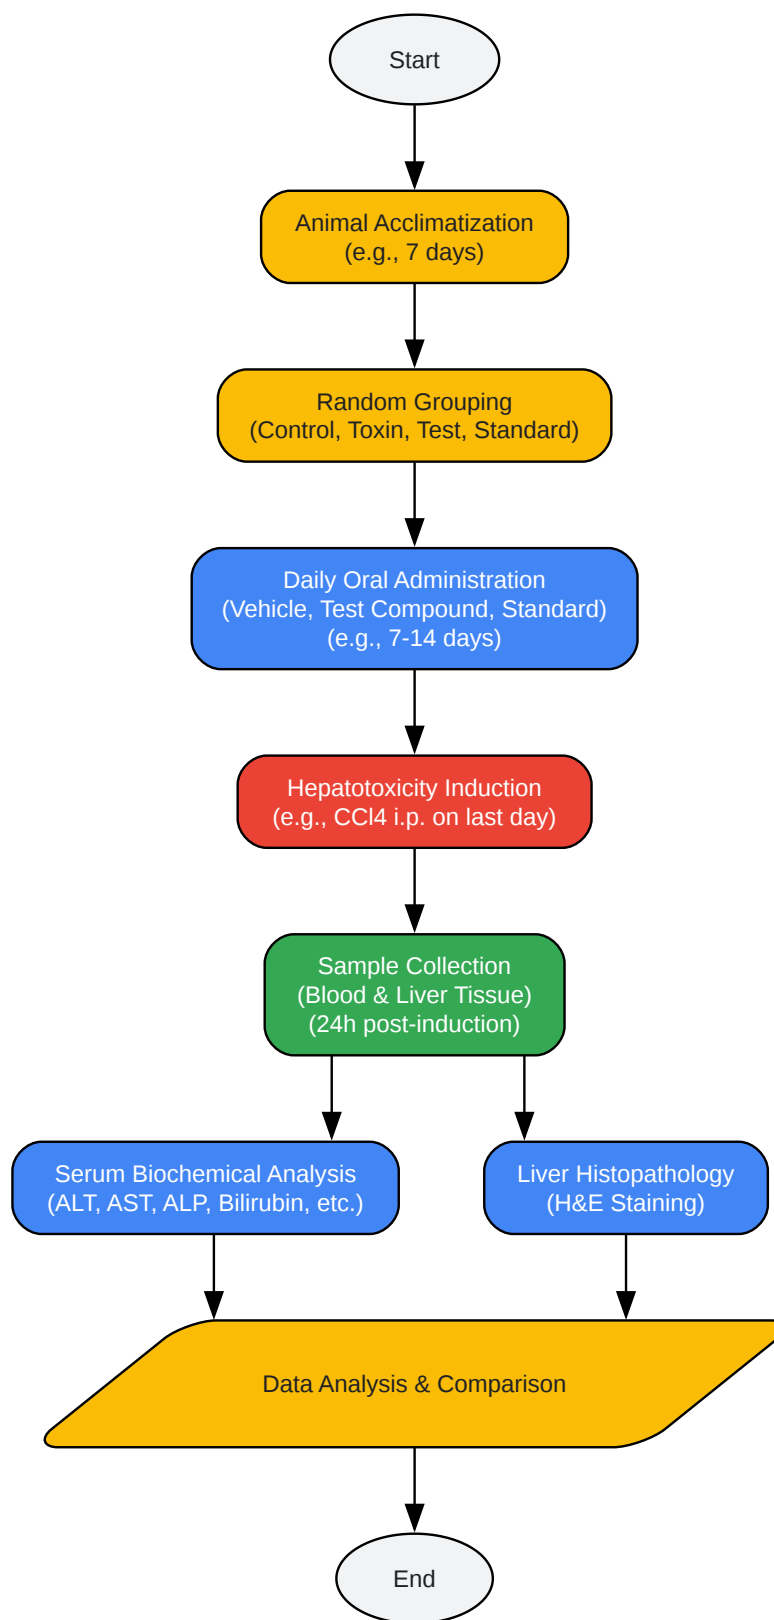 Start
Animal Acclimatization
(e.g., 7 days)
Random Grouping
(Control, Toxin, Test, Standard)
Daily Oral Administration
(Vehicle, Test Compound, Standard)
(e.g., 7-14 days)
Hepatotoxicity Induction
(e.g., CCl4 i.p. on last day)
Sample Collection
(Blood & Liver Tissue)
(24h post-induction)
Serum Biochemical Analysis
(ALT, AST, ALP, Bilirubin, etc.)
Liver Histopathology
(H&E Staining)
Data Analysis & Comparison
End